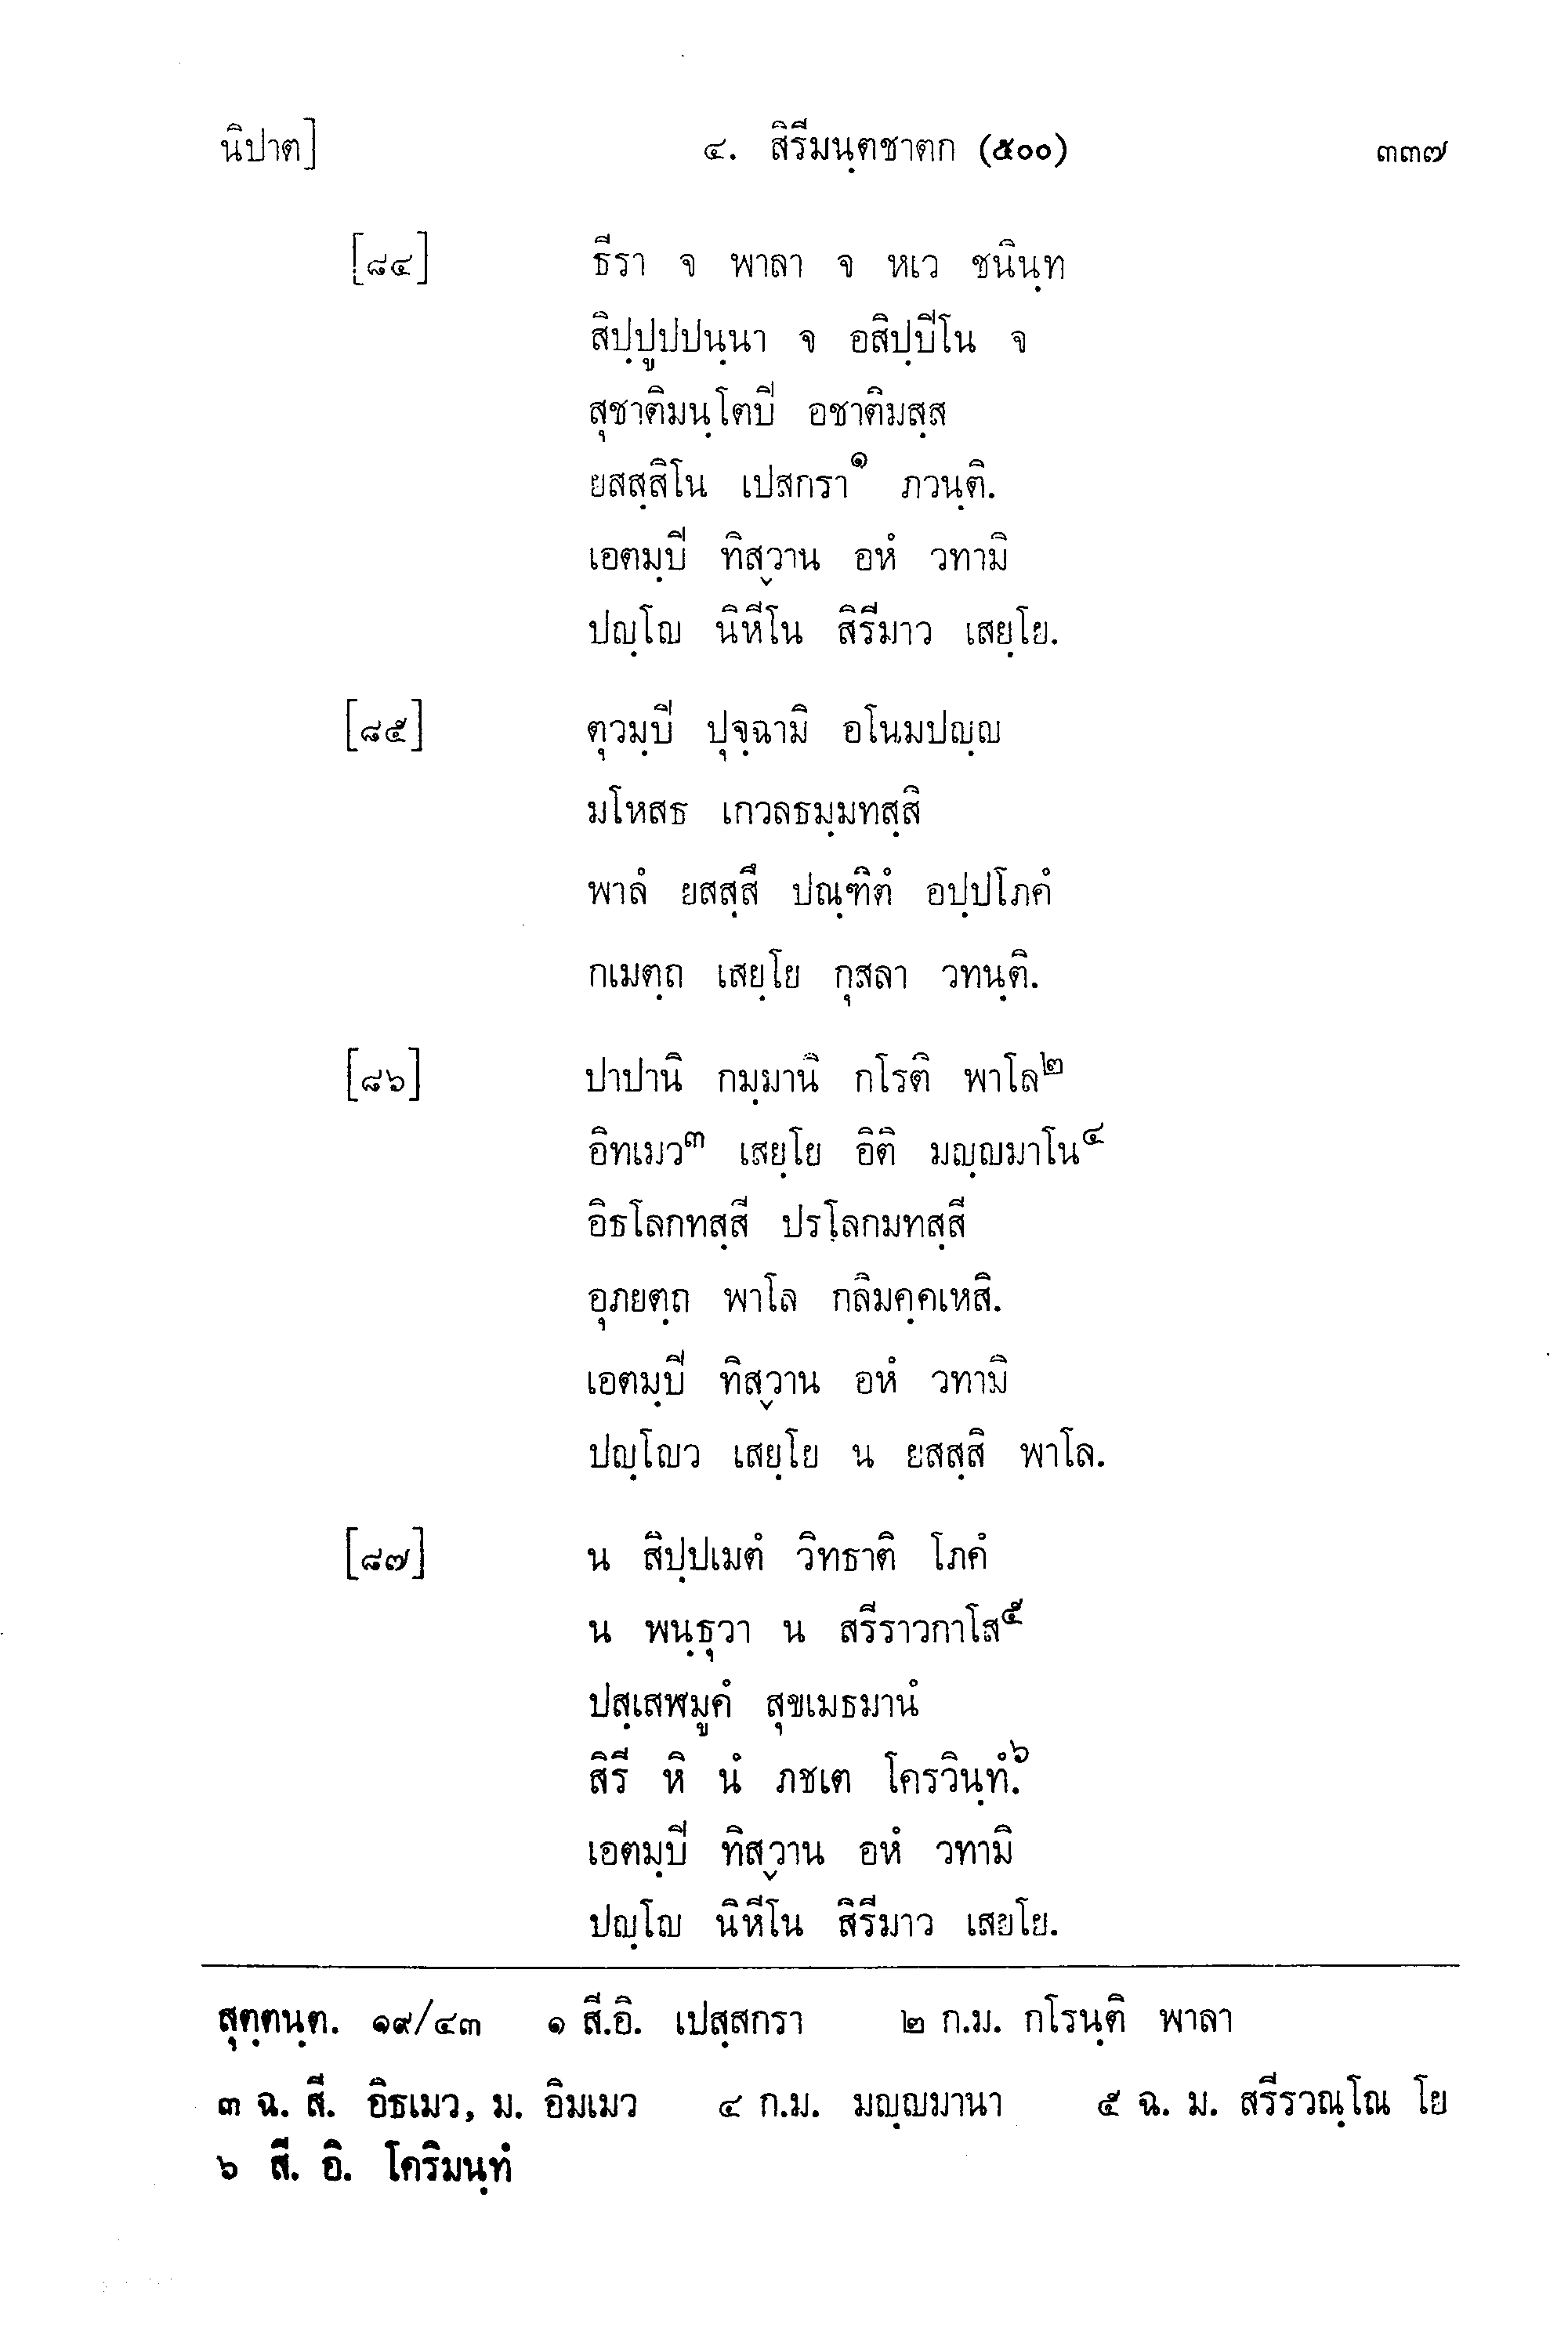 นิปาต] ๔. สิรีมนฺตชาตก (๕๐๐) ๓๓๗
[๘๔] ธีรา จ พาลา จ หเว ชนินฺท
สิปฺปูปปนฺนา จ อสิปฺปิโน จ
สุชาติมนฺโตปิ อชาติมสฺส
ยสสฺสิโน เปสกรา๑ ภวนฺติ.
เอตมฺปิ ทิสฺวาน อหํ วทามิ
ปญฺโญ นิหีโน สิรีมาว เสยฺโย.
[๘๕] ตุวมฺปิ ปุจฺฉามิ อโนมปญฺญ
มโหสธ เกวลธมฺมทสฺสิ
พาลํ ยสสฺสึ ปณฺฑิตํ อปฺปโภคํ
กเมตฺถ เสยฺโย กุสลา วทนฺติ.
[๘๖] ปาปานิ กมฺมานิ กโรติ พาโล๒
อิทเมว๓ เสยฺโย อิติ มญฺญมาโน๔
อิธโลกทสฺสี ปรโลกมทสฺสี
อุภยตฺถ พาโล กลิมคฺคเหสิ.
เอตมฺปิ ทิสฺวาน อหํ วทามิ
ปญฺโญว เสยฺโย น ยสสฺสิ พาโล.
[๘๗] น สิปฺปเมตํ วิทธาติ โภคํ
น พนฺธุวา น สรีราวกาโส๕
ปสฺเสฬมูคํ สุขเมธมานํ
สิรี หิ นํ ภชเต โครวินฺทํ.๖
เอตมฺปิ ทิสฺวาน อหํ วทามิ
ปญฺโญ นิหีโน สิรีมาว เสยโย.
สุตฺตนฺต. ๑๙/๔๓ ๑ สี.อิ. เปสฺสกรา ๒ ก.ม. กโรนฺติ พาลา
๓ ฉ. สี. อิธเมว, ม. อิมเมว ๔ ก.ม. มญฺญมานา ๕ ฉ. ม. สรีรวณฺโณ โย
๖ สี. อิ. โคริมนฺทํ